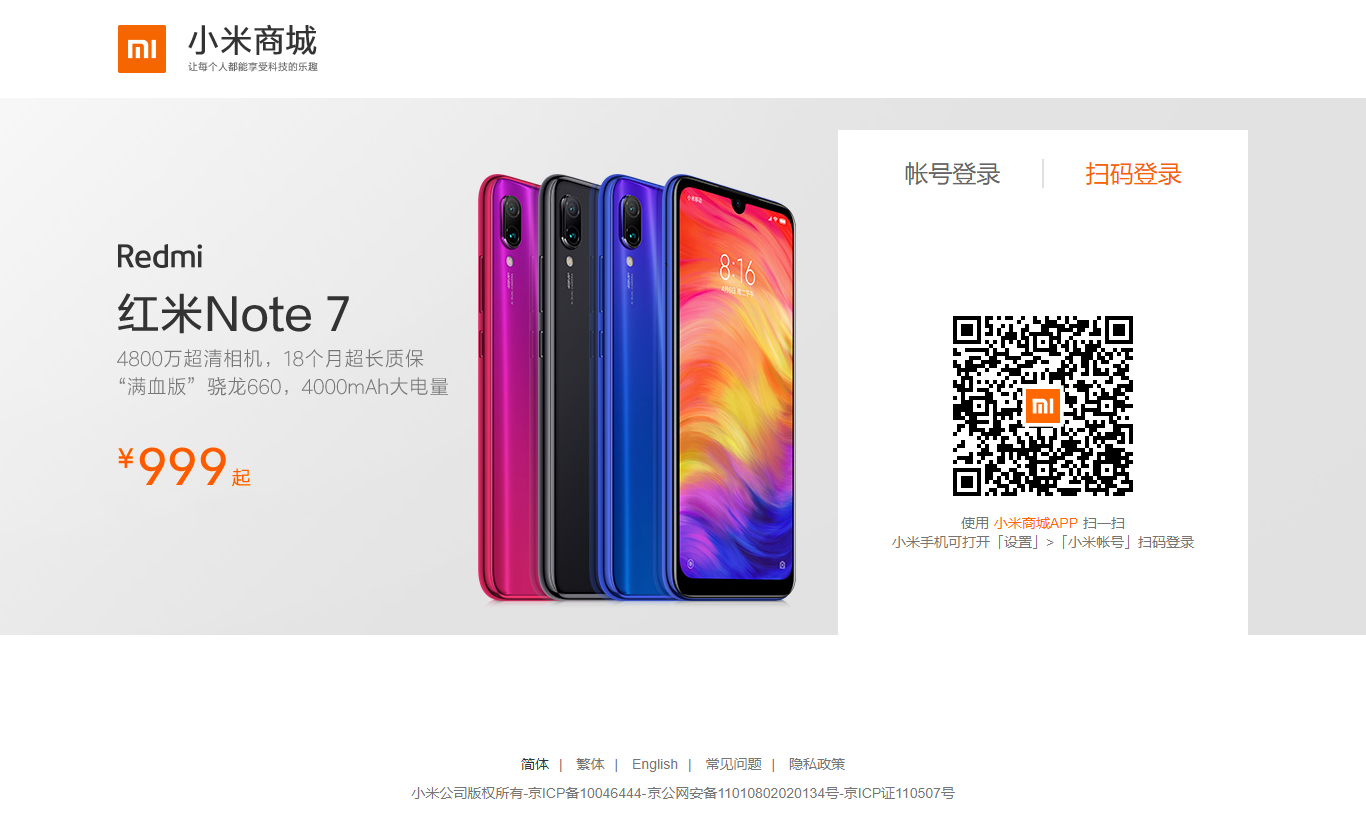 小米商城
让每个人都能享受科技的乐趣
帐号登录
扫码登录
Redmi
红米Note 7
4800万超清相机，18个月超长质保
“满血版”骁龙660，4000mAh大电量
¥999起
小米移动
8:16
使用 小米商城APP 扫一扫
小米手机可打开「设置」>「小米帐号」扫码登录
简体 | 繁体 | English | 常见问题 | 隐私政策
小米公司版权所有-京ICP备10046444-京公网安备11010802020134号-京ICP证110507号